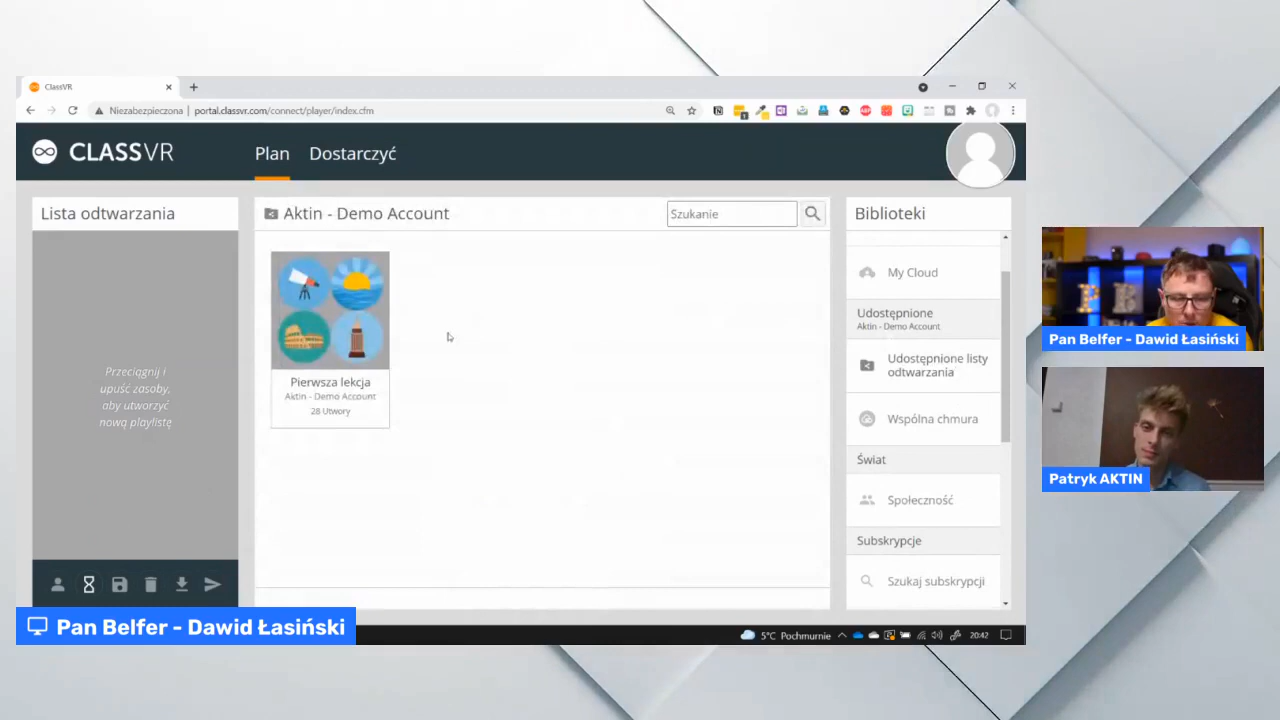 ClassVR
Niezabezpieczona | portal.classvr.com/connect/player/index.cfm
CLASSVR
Plan
Dostarczyć
Lista odtwarzania
Aktin - Demo Account
Szukanie
Biblioteki
Przeciągnij i
upuść zasoby,
aby utworzyć
nową playlistę
Pierwsza lekcja
Aktin - Demo Account
28 Utwory
My Cloud
Udostępnione
Aktin - Demo Account
Udostępnione listy
odtwarzania
Wspólna chmura
Świat
Społeczność
Subskrypcje
Szukaj subskrypcji
P B
Pan Belfer - Dawid Łasiński
Patryk AKTIN
Pan Belfer - Dawid Łasiński
5°C Pochmurnie
20:42